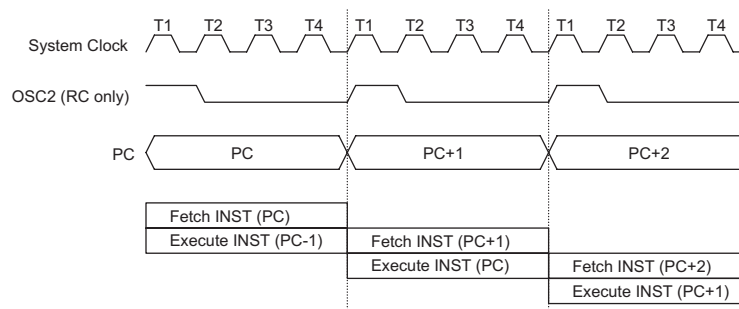 T1 T2 T3 T4 T1 T2 T3 T4 T1 T2 T3 T4
System Clock
OSC2 (RC only)
PC PC PC+1 PC+2
Fetch INST (PC)
Execute INST (PC-1) Fetch INST (PC+1)
Execute INST (PC) Fetch INST (PC+2)
Execute INST (PC+1)